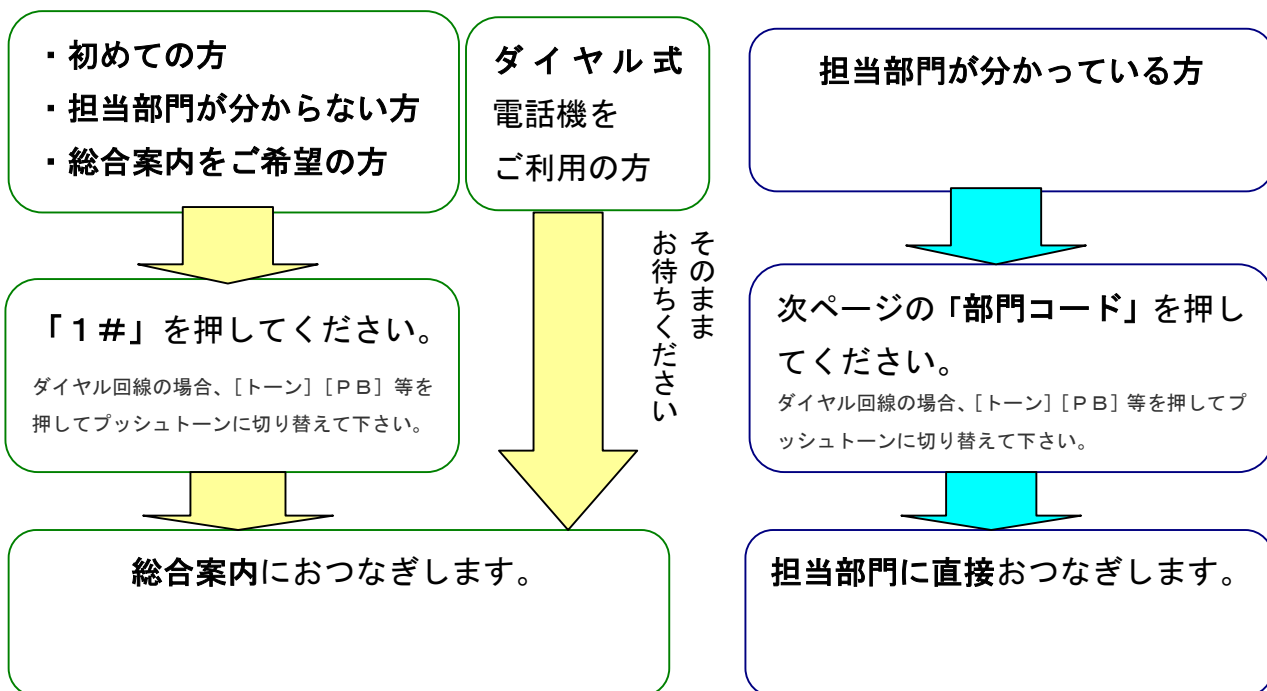 ・初めての方
・担当部門が分からない方
・総合案内をご希望の方
ダイヤル式
電話機を
ご利用の方
担当部門が分かっている方
そのまま
お待ちください
「１＃」を押してください。
ダイヤル回線の場合、［トーン］［ＰＢ］等を
押してプッシュトーンに切り替えて下さい。
次ページの「部門コード」を押し
てください。
ダイヤル回線の場合、［トーン］［ＰＢ］等を押してプ
ッシュトーンに切り替えて下さい。
総合案内におつなぎします。
担当部門に直接おつなぎします。